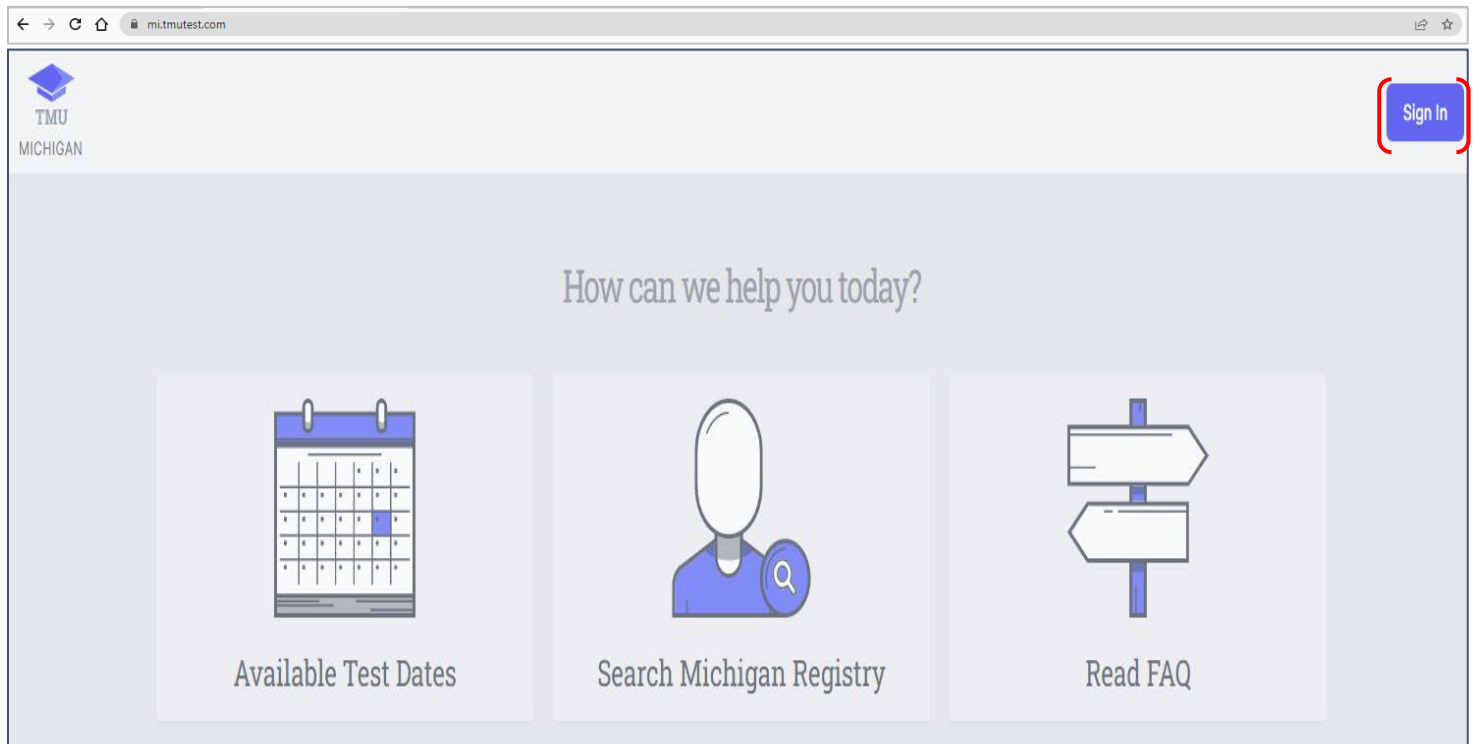 mi.tmutest.com
TMU
MICHIGAN
Sign In
How can we help you today?
Available Test Dates
Search Michigan Registry
Read FAQ